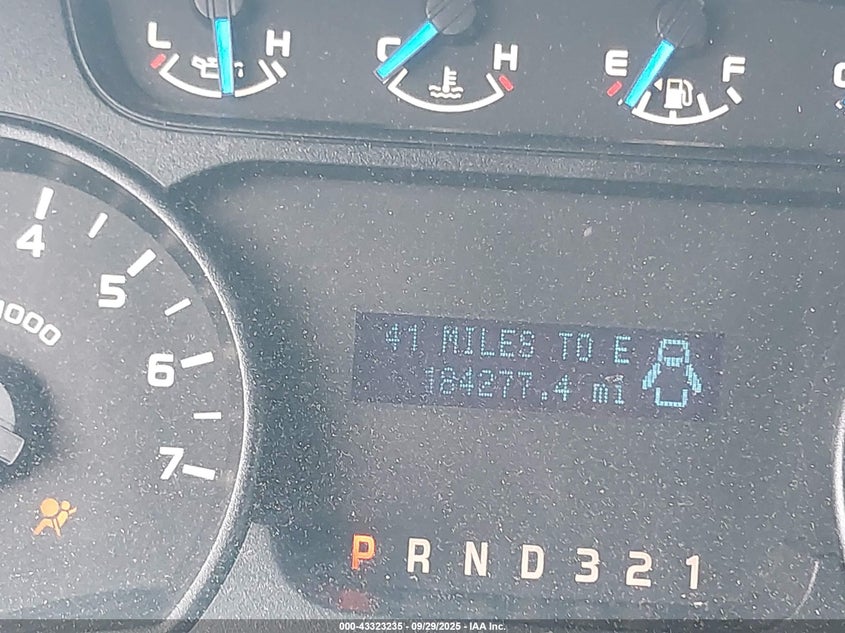 L H
C H
E F
4
5
6
7
41 MILES TO E
184277.4 mi
P R N D 3 2 1
000-43323235 - 09/29/2025 - IAA Inc.